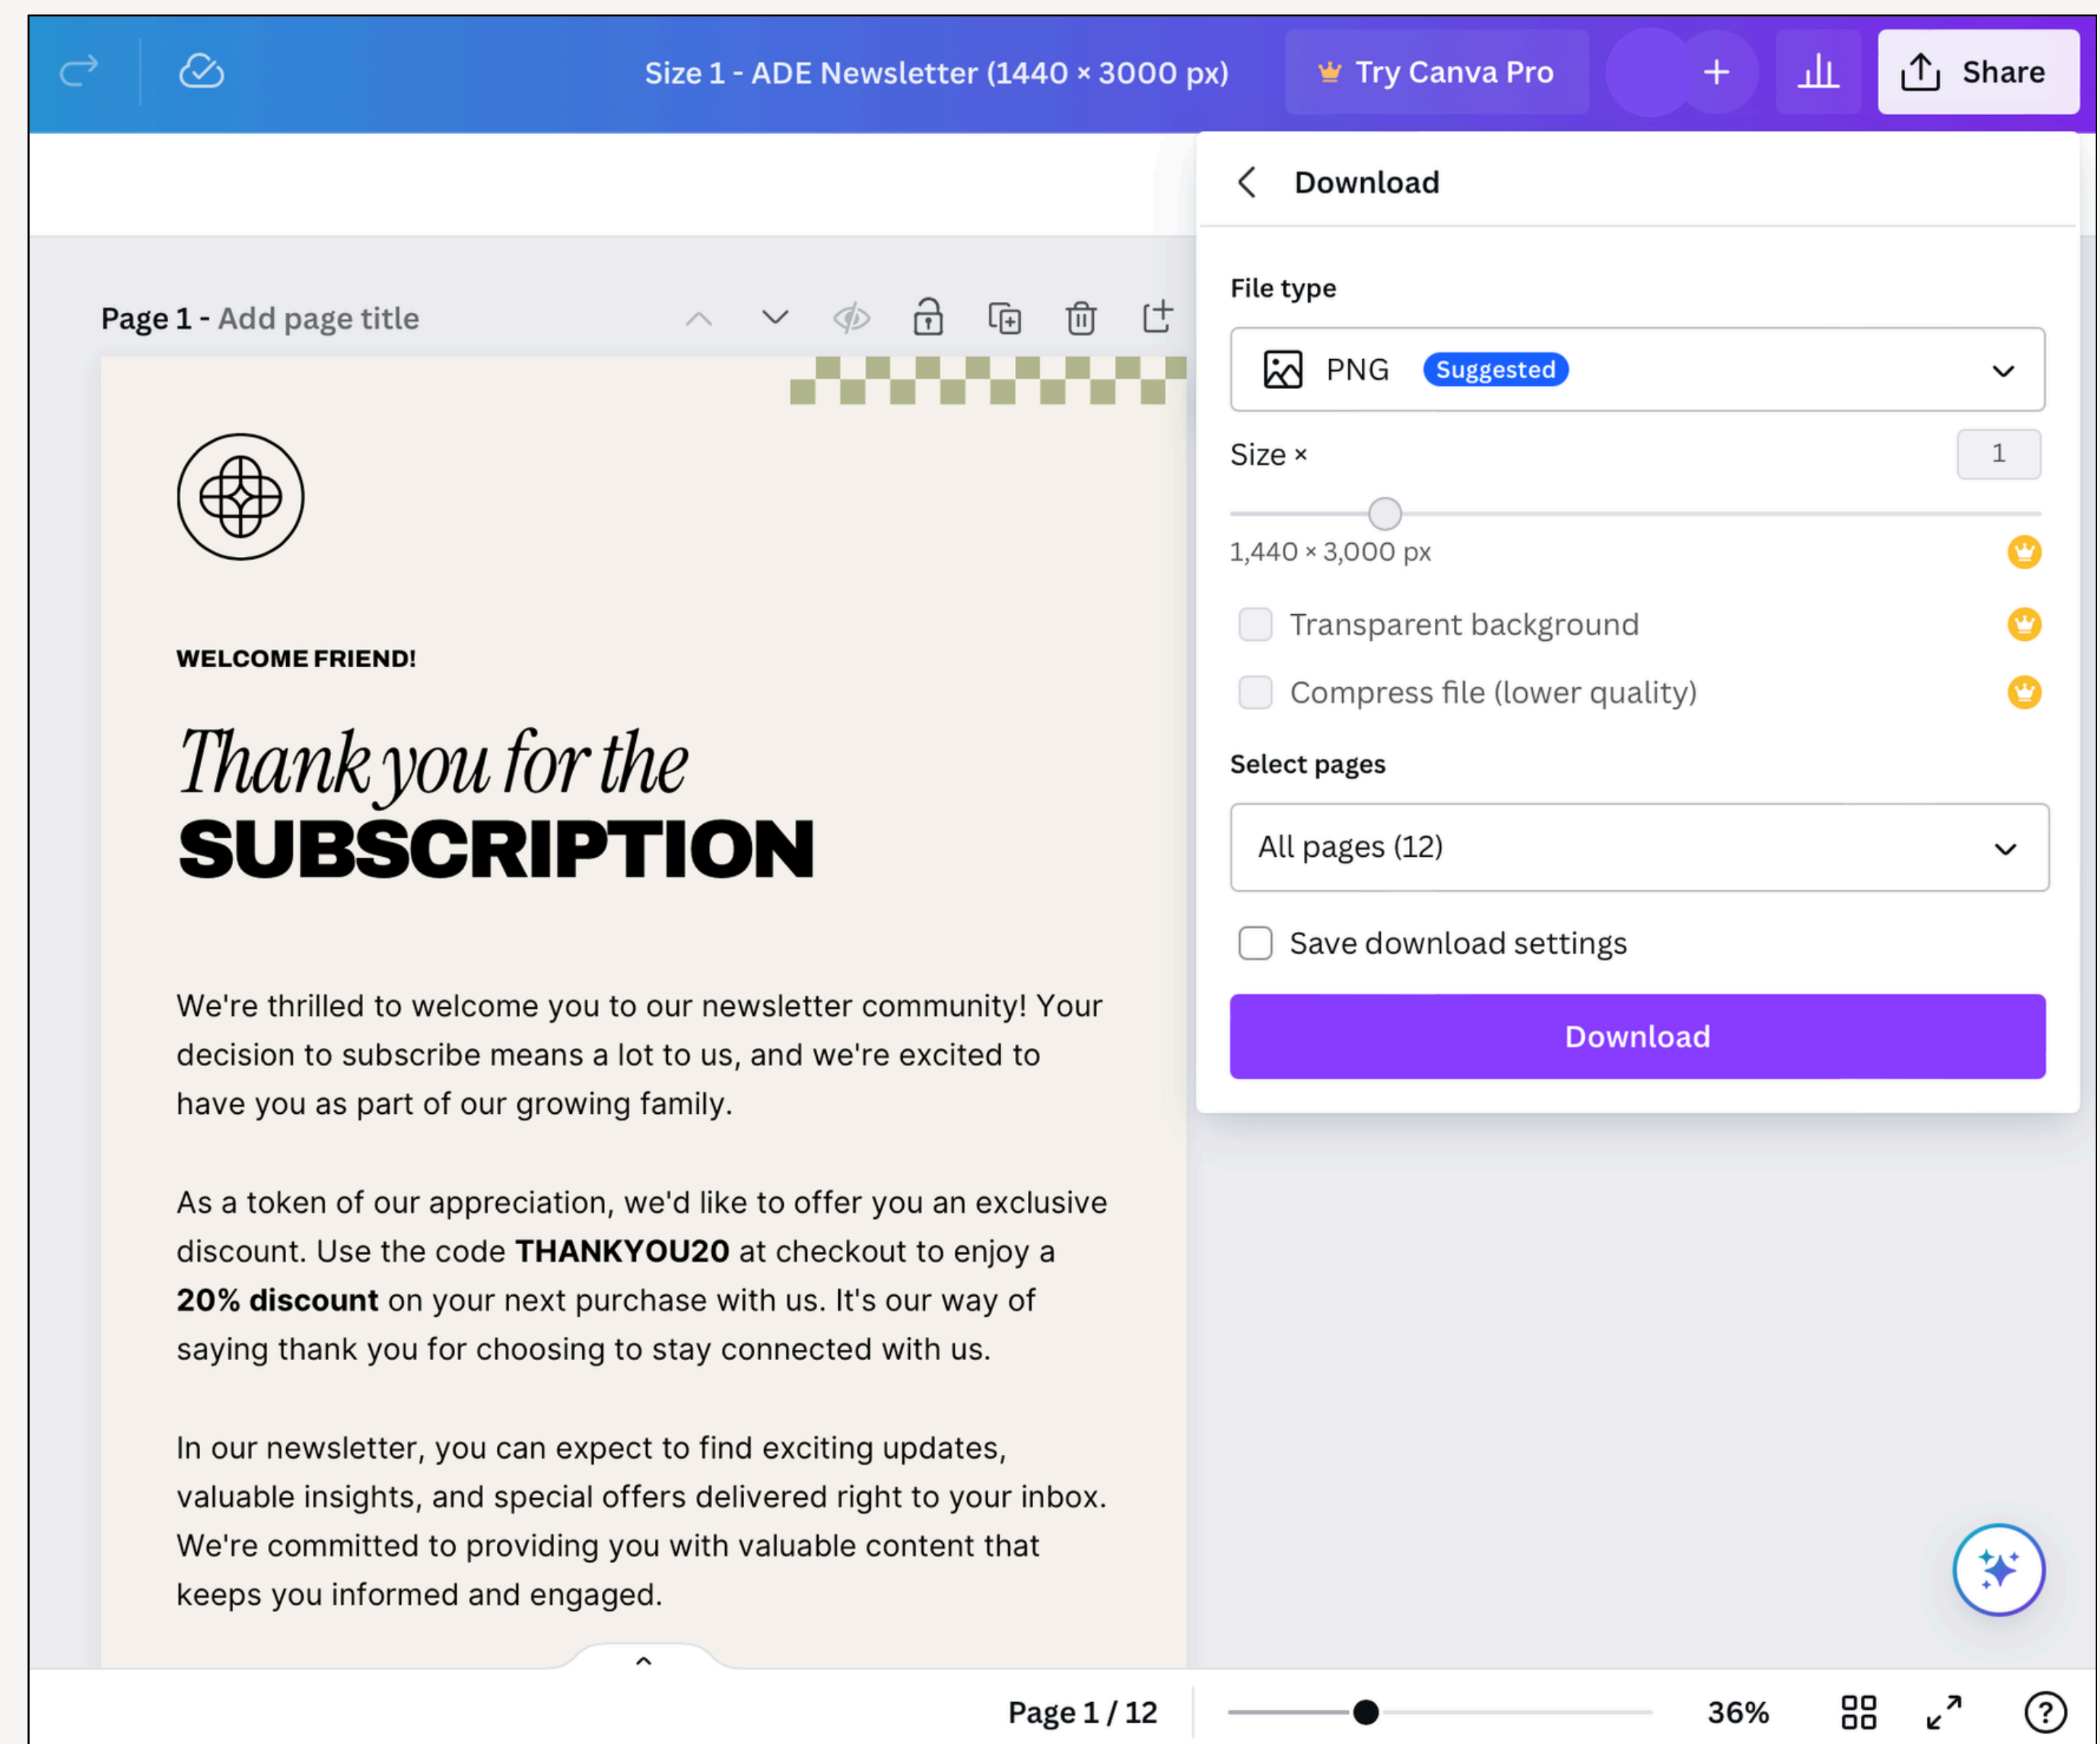 Size 1 - ADE Newsletter (1440 × 3000 px)
Try Canva Pro
Share
Download
File type
PNG Suggested
Size × 1
1,440 × 3,000 px
Transparent background
Compress file (lower quality)
Select pages
All pages (12)
Save download settings
Download
Page 1 - Add page title
WELCOME FRIEND!
Thank you for the
SUBSCRIPTION
We're thrilled to welcome you to our newsletter community! Your
decision to subscribe means a lot to us, and we're excited to
have you as part of our growing family.
As a token of our appreciation, we'd like to offer you an exclusive
discount. Use the code THANKYOU20 at checkout to enjoy a
20% discount on your next purchase with us. It's our way of
saying thank you for choosing to stay connected with us.
In our newsletter, you can expect to find exciting updates,
valuable insights, and special offers delivered right to your inbox.
We're committed to providing you with valuable content that
keeps you informed and engaged.
Page 1 / 12
36%